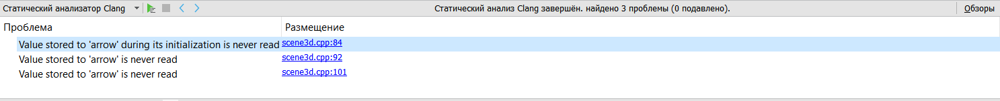 Статический анализатор Clang Статический анализ Clang завершён. найдено 3 проблемы (0 подавлено). Обзоры
Проблема Размещение
Value stored to 'arrow' during its initialization is never read scene3d.cpp:84
Value stored to 'arrow' is never read scene3d.cpp:92
Value stored to 'arrow' is never read scene3d.cpp:101